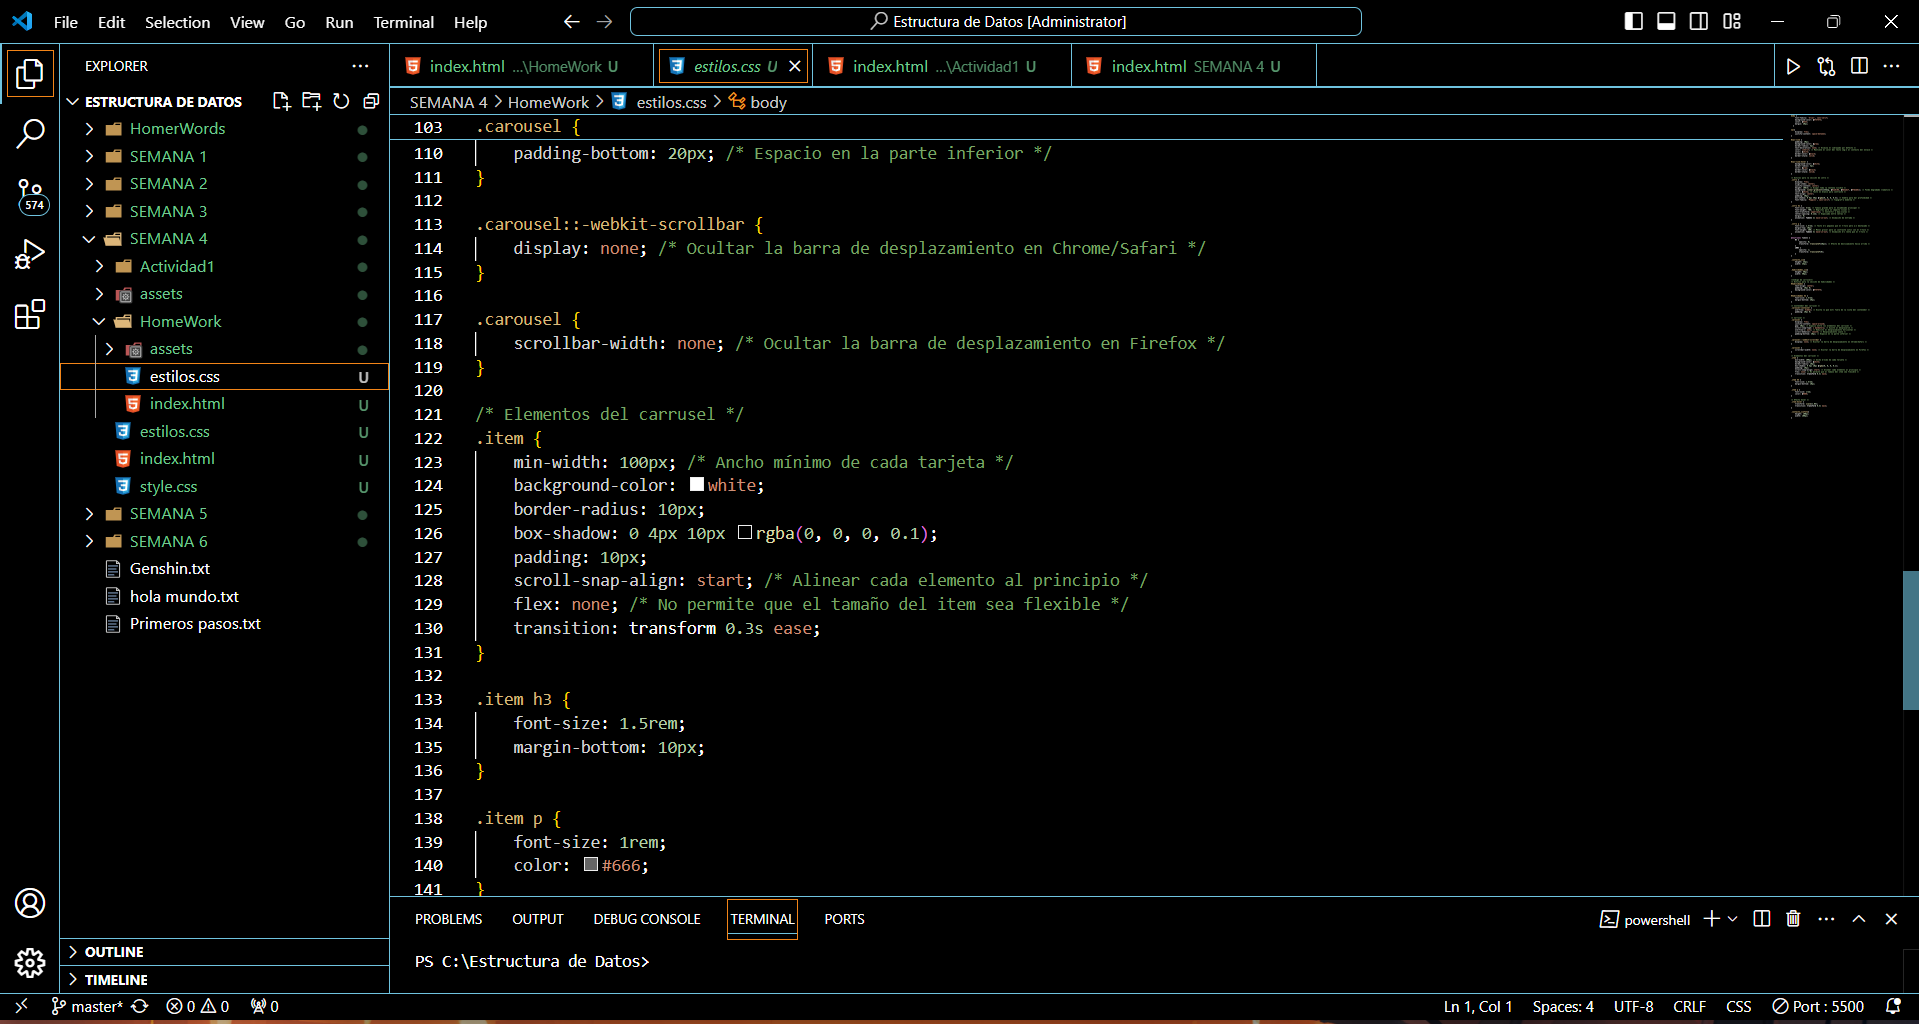 File Edit Selection View Go Run Terminal Help
Estructura de Datos [Administrator]
EXPLORER
ESTRUCTURA DE DATOS
HomerWords
SEMANA 1
SEMANA 2
SEMANA 3
SEMANA 4
Actividad1
assets
HomeWork
assets
estilos.css U
index.html U
estilos.css U
index.html U
style.css U
SEMANA 5
SEMANA 6
Genshin.txt
hola mundo.txt
Primeros pasos.txt
OUTLINE
TIMELINE
574
index.html ...\HomeWork U
estilos.css U
index.html ...\Actividad1 U
index.html SEMANA 4 U
SEMANA 4 > HomeWork > estilos.css > body
103 .carousel {
110 padding-bottom: 20px; /* Espacio en la parte inferior */
111 }
112
113 .carousel::-webkit-scrollbar {
114 display: none; /* Ocultar la barra de desplazamiento en Chrome/Safari */
115 }
116
117 .carousel {
118 scrollbar-width: none; /* Ocultar la barra de desplazamiento en Firefox */
119 }
120
121 /* Elementos del carrusel */
122 .item {
123 min-width: 100px; /* Ancho mínimo de cada tarjeta */
124 background-color: white;
125 border-radius: 10px;
126 box-shadow: 0 4px 10px rgba(0, 0, 0, 0.1);
127 padding: 10px;
128 scroll-snap-align: start; /* Alinear cada elemento al principio */
129 flex: none; /* No permite que el tamaño del item sea flexible */
130 transition: transform 0.3s ease;
131 }
132
133 .item h3 {
134 font-size: 1.5rem;
135 margin-bottom: 10px;
136 }
137
138 .item p {
139 font-size: 1rem;
140 color: #666;
141 }
PROBLEMS OUTPUT DEBUG CONSOLE TERMINAL PORTS
powershell
PS C:\Estructura de Datos>
master* 0 0 0
Ln 1, Col 1 Spaces: 4 UTF-8 CRLF CSS Port : 5500